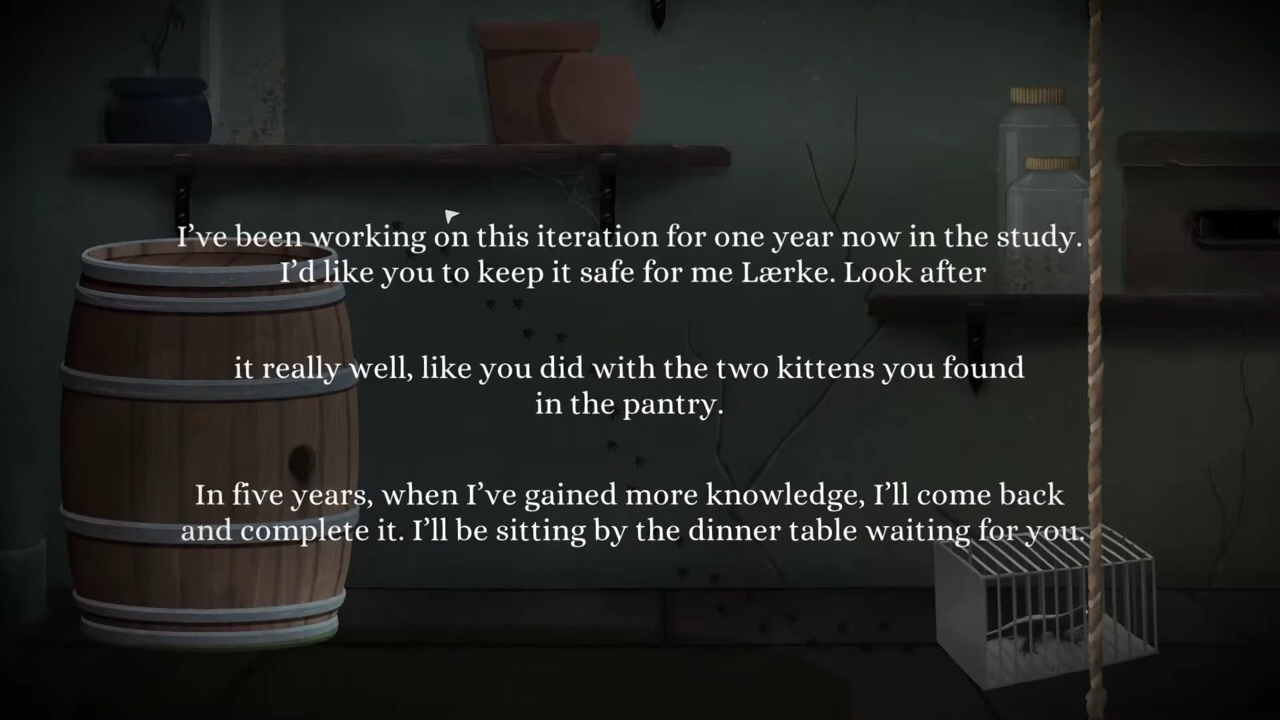 I’ve been working on this iteration for one year now in the study.
I’d like you to keep it safe for me Lærke. Look after
it really well, like you did with the two kittens you found
in the pantry.
In five years, when I’ve gained more knowledge, I’ll come back
and complete it. I’ll be sitting by the dinner table waiting for you.